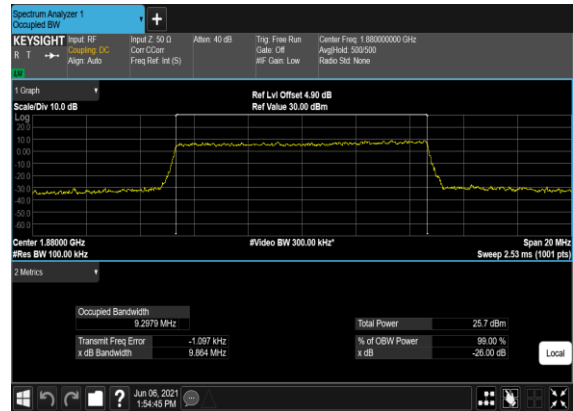 Spectrum Analyzer 1
Occupied BW
+
KEYSIGHT Input: RF Input Z: 50 Ω Atten: 40 dB Trig: Free Run Center Freq: 1.880000000 GHz
R T Coupling: DC Corr CCorr Gate: Off Avg|Hold: 500/500
Align: Auto Freq Ref: Int (S) #IF Gain: Low Radio Std: None
1 Graph Ref Lvl Offset 4.90 dB
Scale/Div 10.0 dB Ref Value 30.00 dBm
Log
20.0
10.0
0.00
-10.0
-20.0
-30.0
-40.0
-50.0
-60.0
Center 1.88000 GHz #Video BW 300.00 kHz* Span 20 MHz
#Res BW 100.00 kHz Sweep 2.53 ms (1001 pts)
2 Metrics
Occupied Bandwidth
9.2979 MHz Total Power 25.7 dBm
Transmit Freq Error -1.097 kHz % of OBW Power 99.00 %
x dB Bandwidth 9.864 MHz x dB -26.00 dB
Local
? Jun 06, 2021
1:54:45 PM